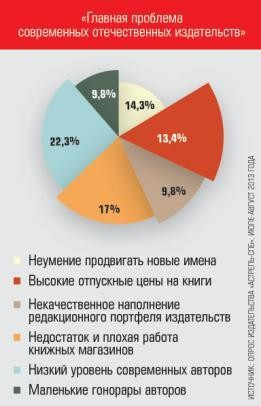 «Главная проблема
современных отечественных издательств»
9,8%
14,3%
13,4%
9,8%
17%
22,3%
Неумение продвигать новые имена
Высокие отпускные цены на книги
Некачественное наполнение
редакционного портфеля издательств
Недостаток и плохая работа
книжных магазинов
Низкий уровень современных авторов
Маленькие гонорары авторов
ИСТОЧНИК: ОПРОС ИЗДАТЕЛЬСТВА «АСТРЕЛЬ-СПБ», ИЮЛЕ-АВГУСТ 2013 ГОДА